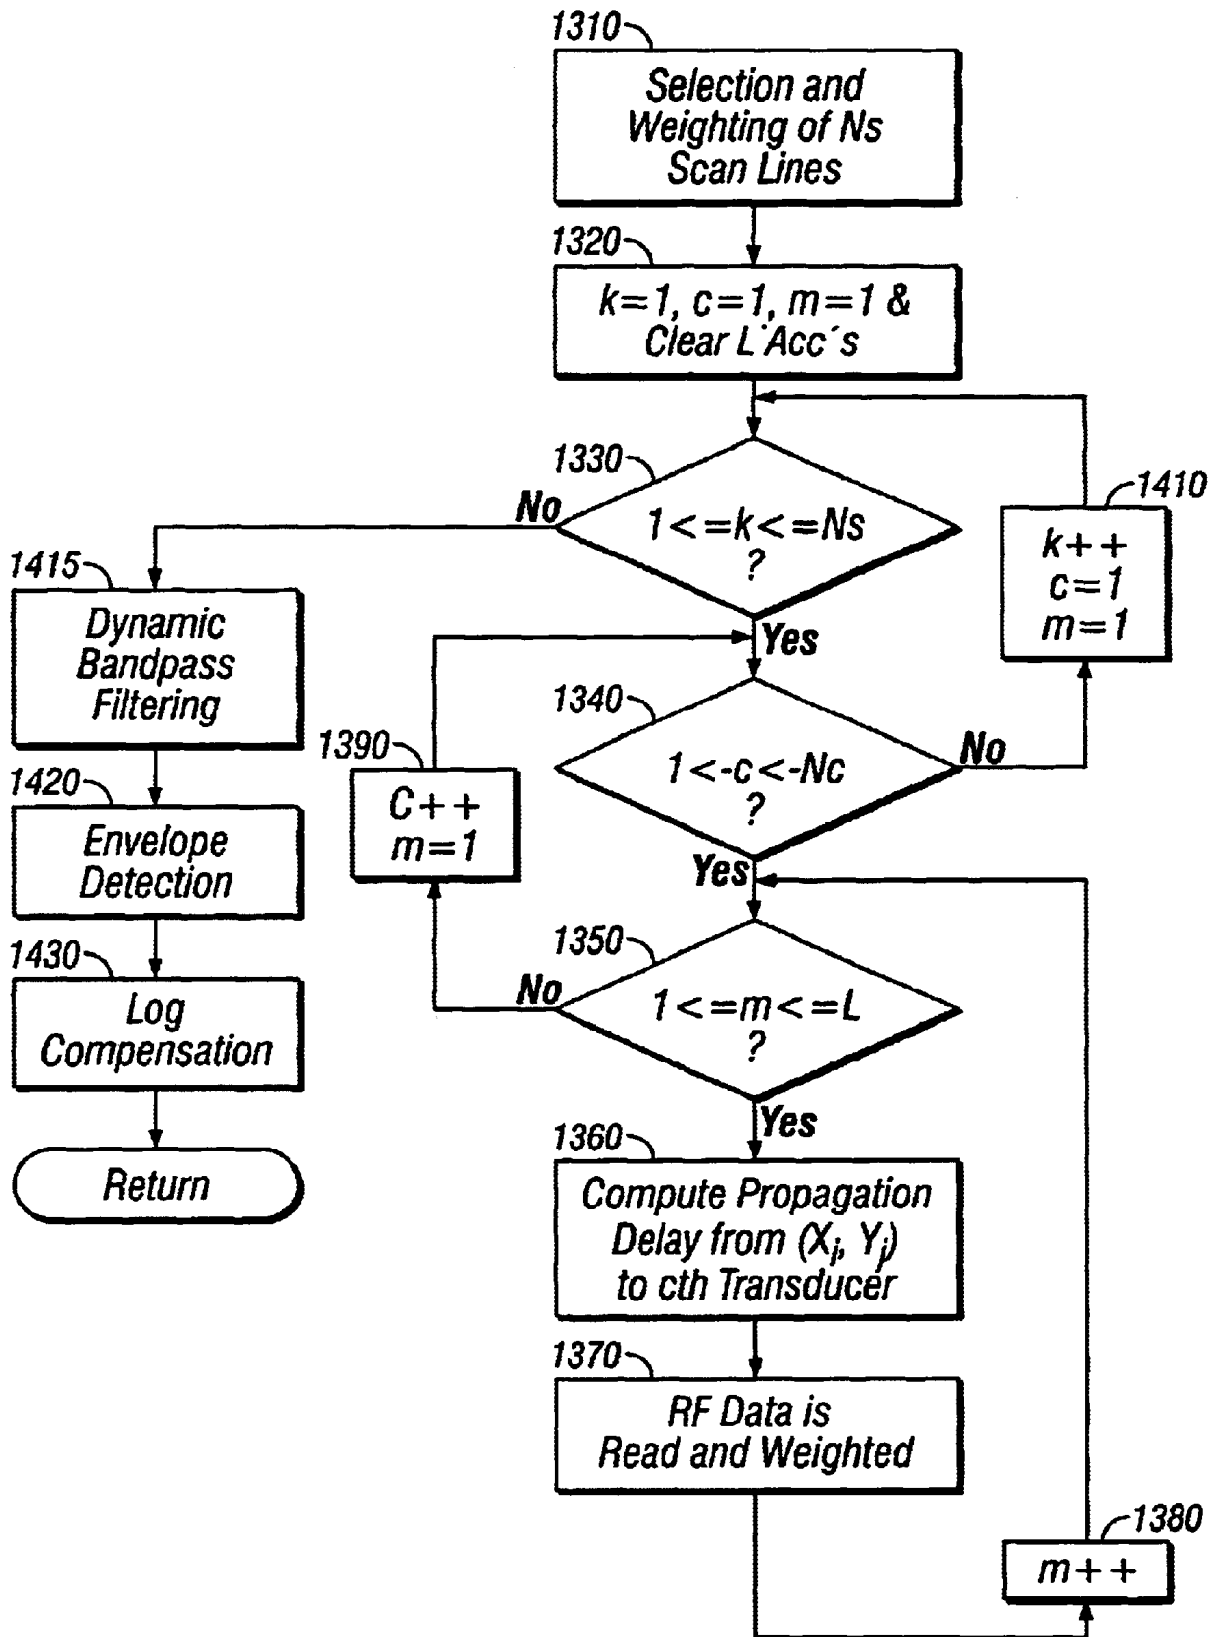 1310
Selection and
Weighting of Ns
Scan Lines
1320
k=1, c=1, m=1 &
Clear L Acc's
1330
No
1<=k<=Ns
?
Yes
1410
k++
c=1
m=1
1415
Dynamic
Bandpass
Filtering
1340
No
1<-c<-Nc
?
Yes
1390
C++
m=1
1420
Envelope
Detection
1350
No
1<=m<=L
?
Yes
1430
Log
Compensation
Return
1360
Compute Propagation
Delay from (Xj, Yj)
to cth Transducer
1370
RF Data is
Read and Weighted
1380
m++